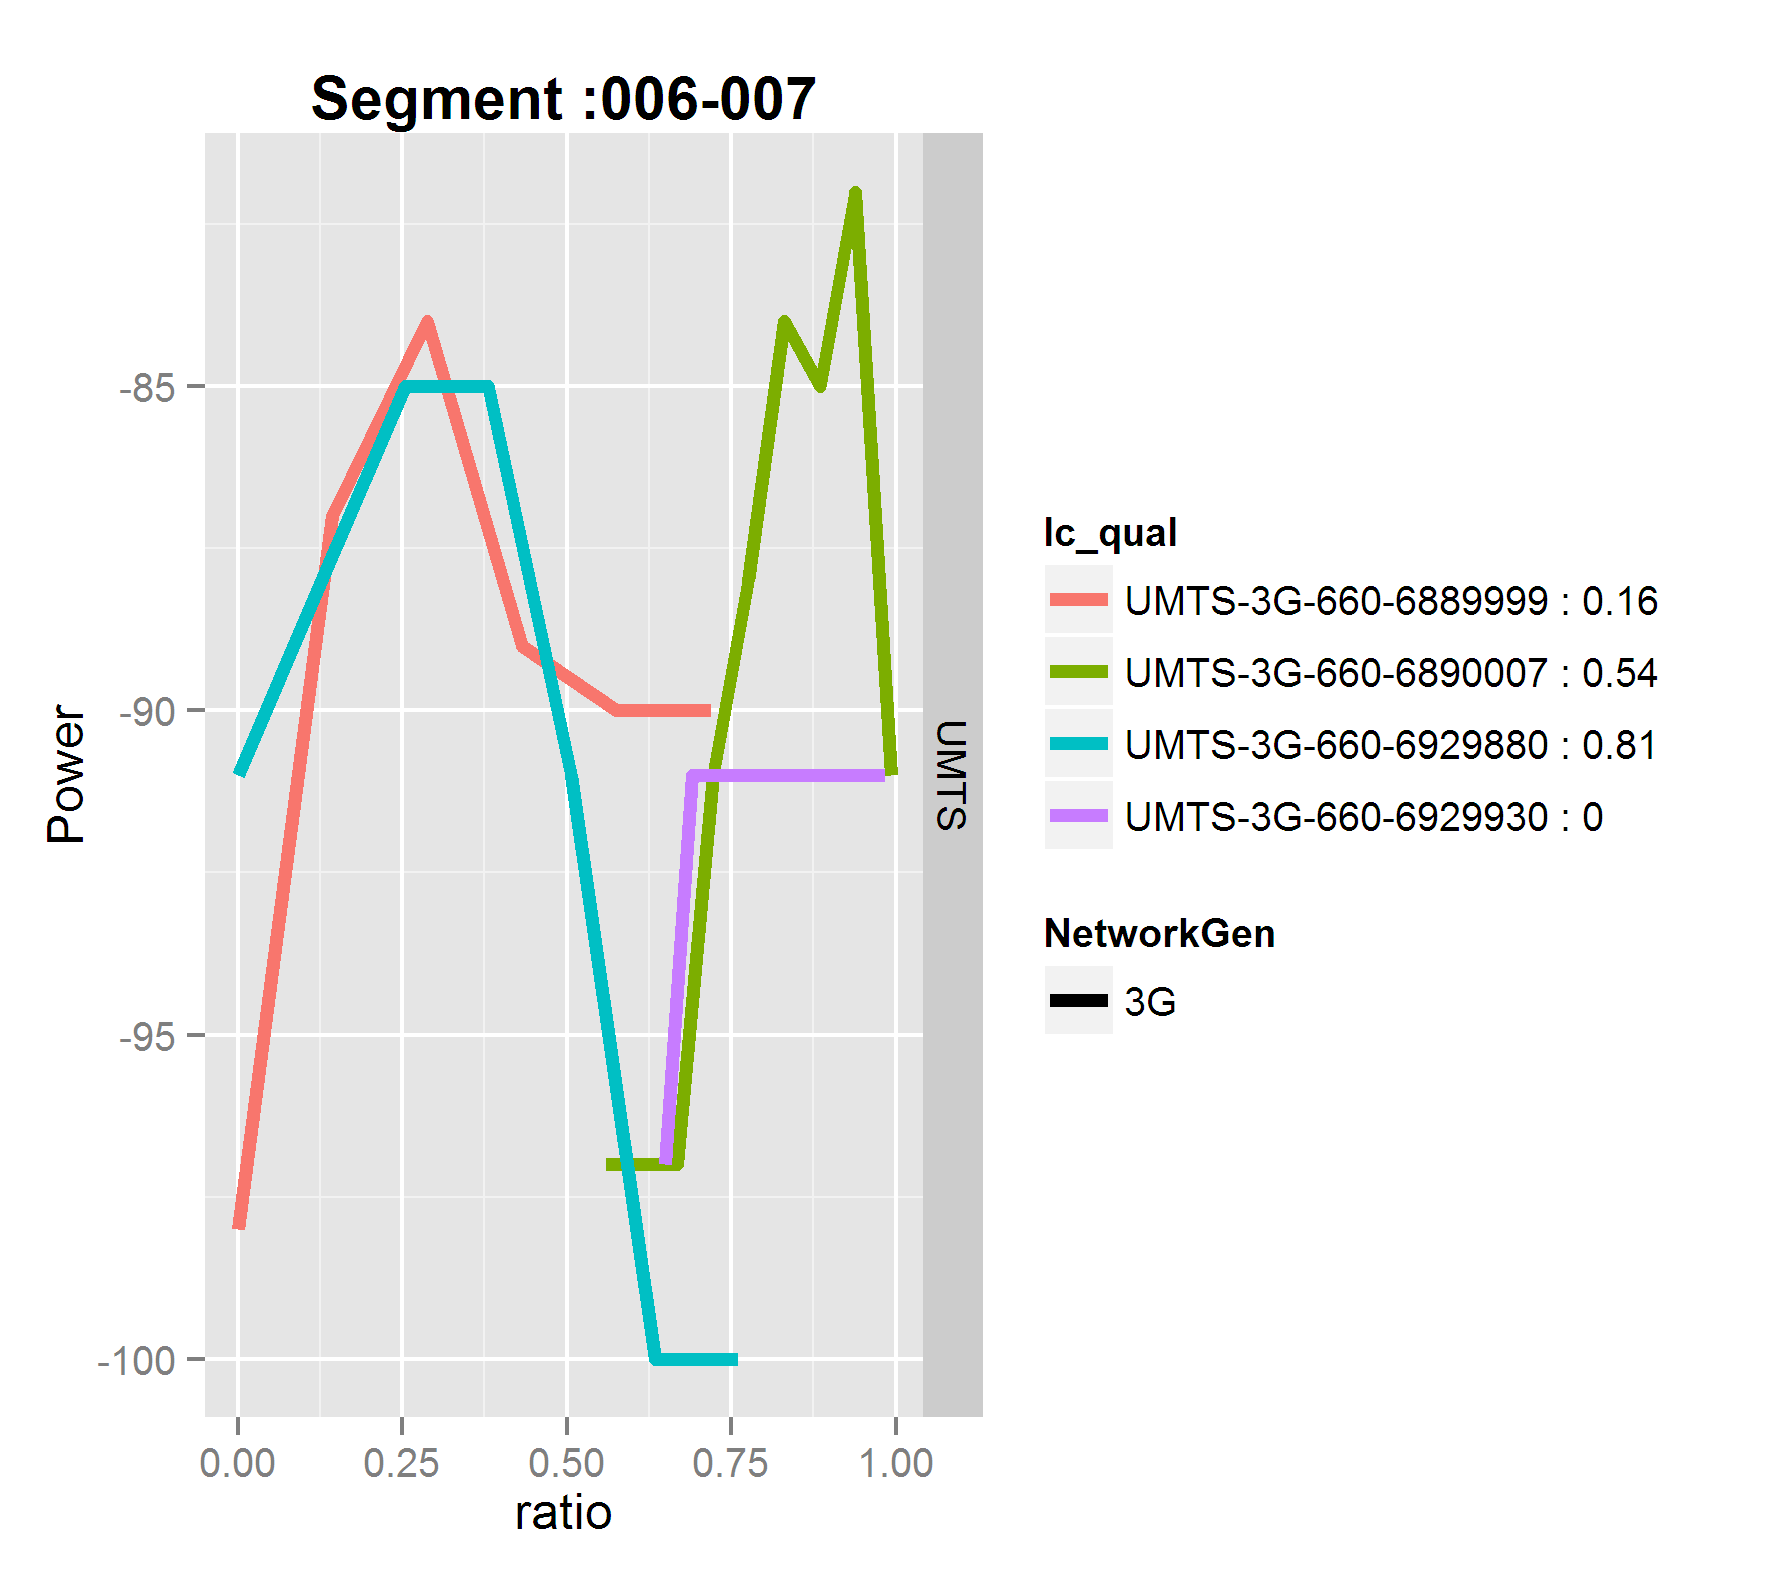 Segment :006-007
-85
-90
-95
-100
Power
0.00 0.25 0.50 0.75 1.00
ratio
UMTS
lc_qual
UMTS-3G-660-6889999 : 0.16
UMTS-3G-660-6890007 : 0.54
UMTS-3G-660-6929880 : 0.81
UMTS-3G-660-6929930 : 0
NetworkGen
3G